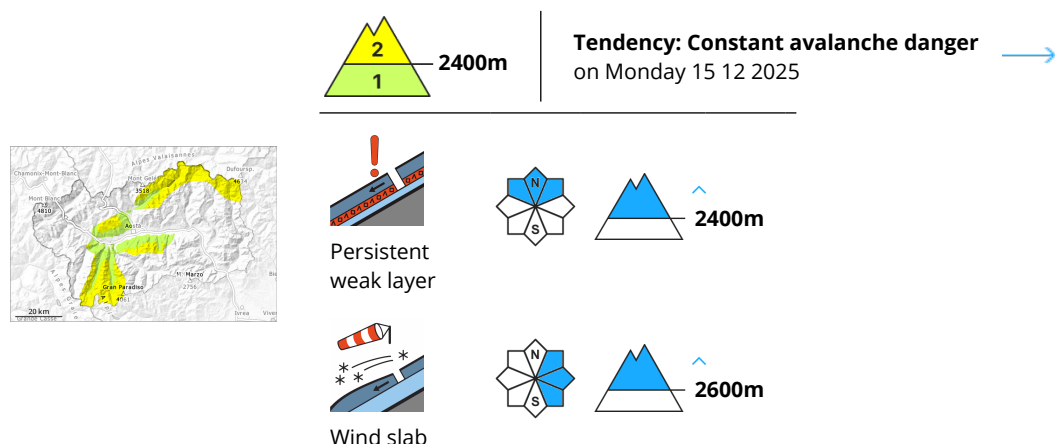 2
2400m
1
Tendency: Constant avalanche danger
on Monday 15 12 2025
Alpes Valaisannes
Chamonix-Mont-Blanc
Mont Gelé
3518
Dufoursp.
Mont Blanc
4810
Aosta
M. Marzo
2756
Gran Paradiso
4061
20 km
Ivrea
Persistent
weak layer
N
S
2400m
Wind slab
N
S
2600m